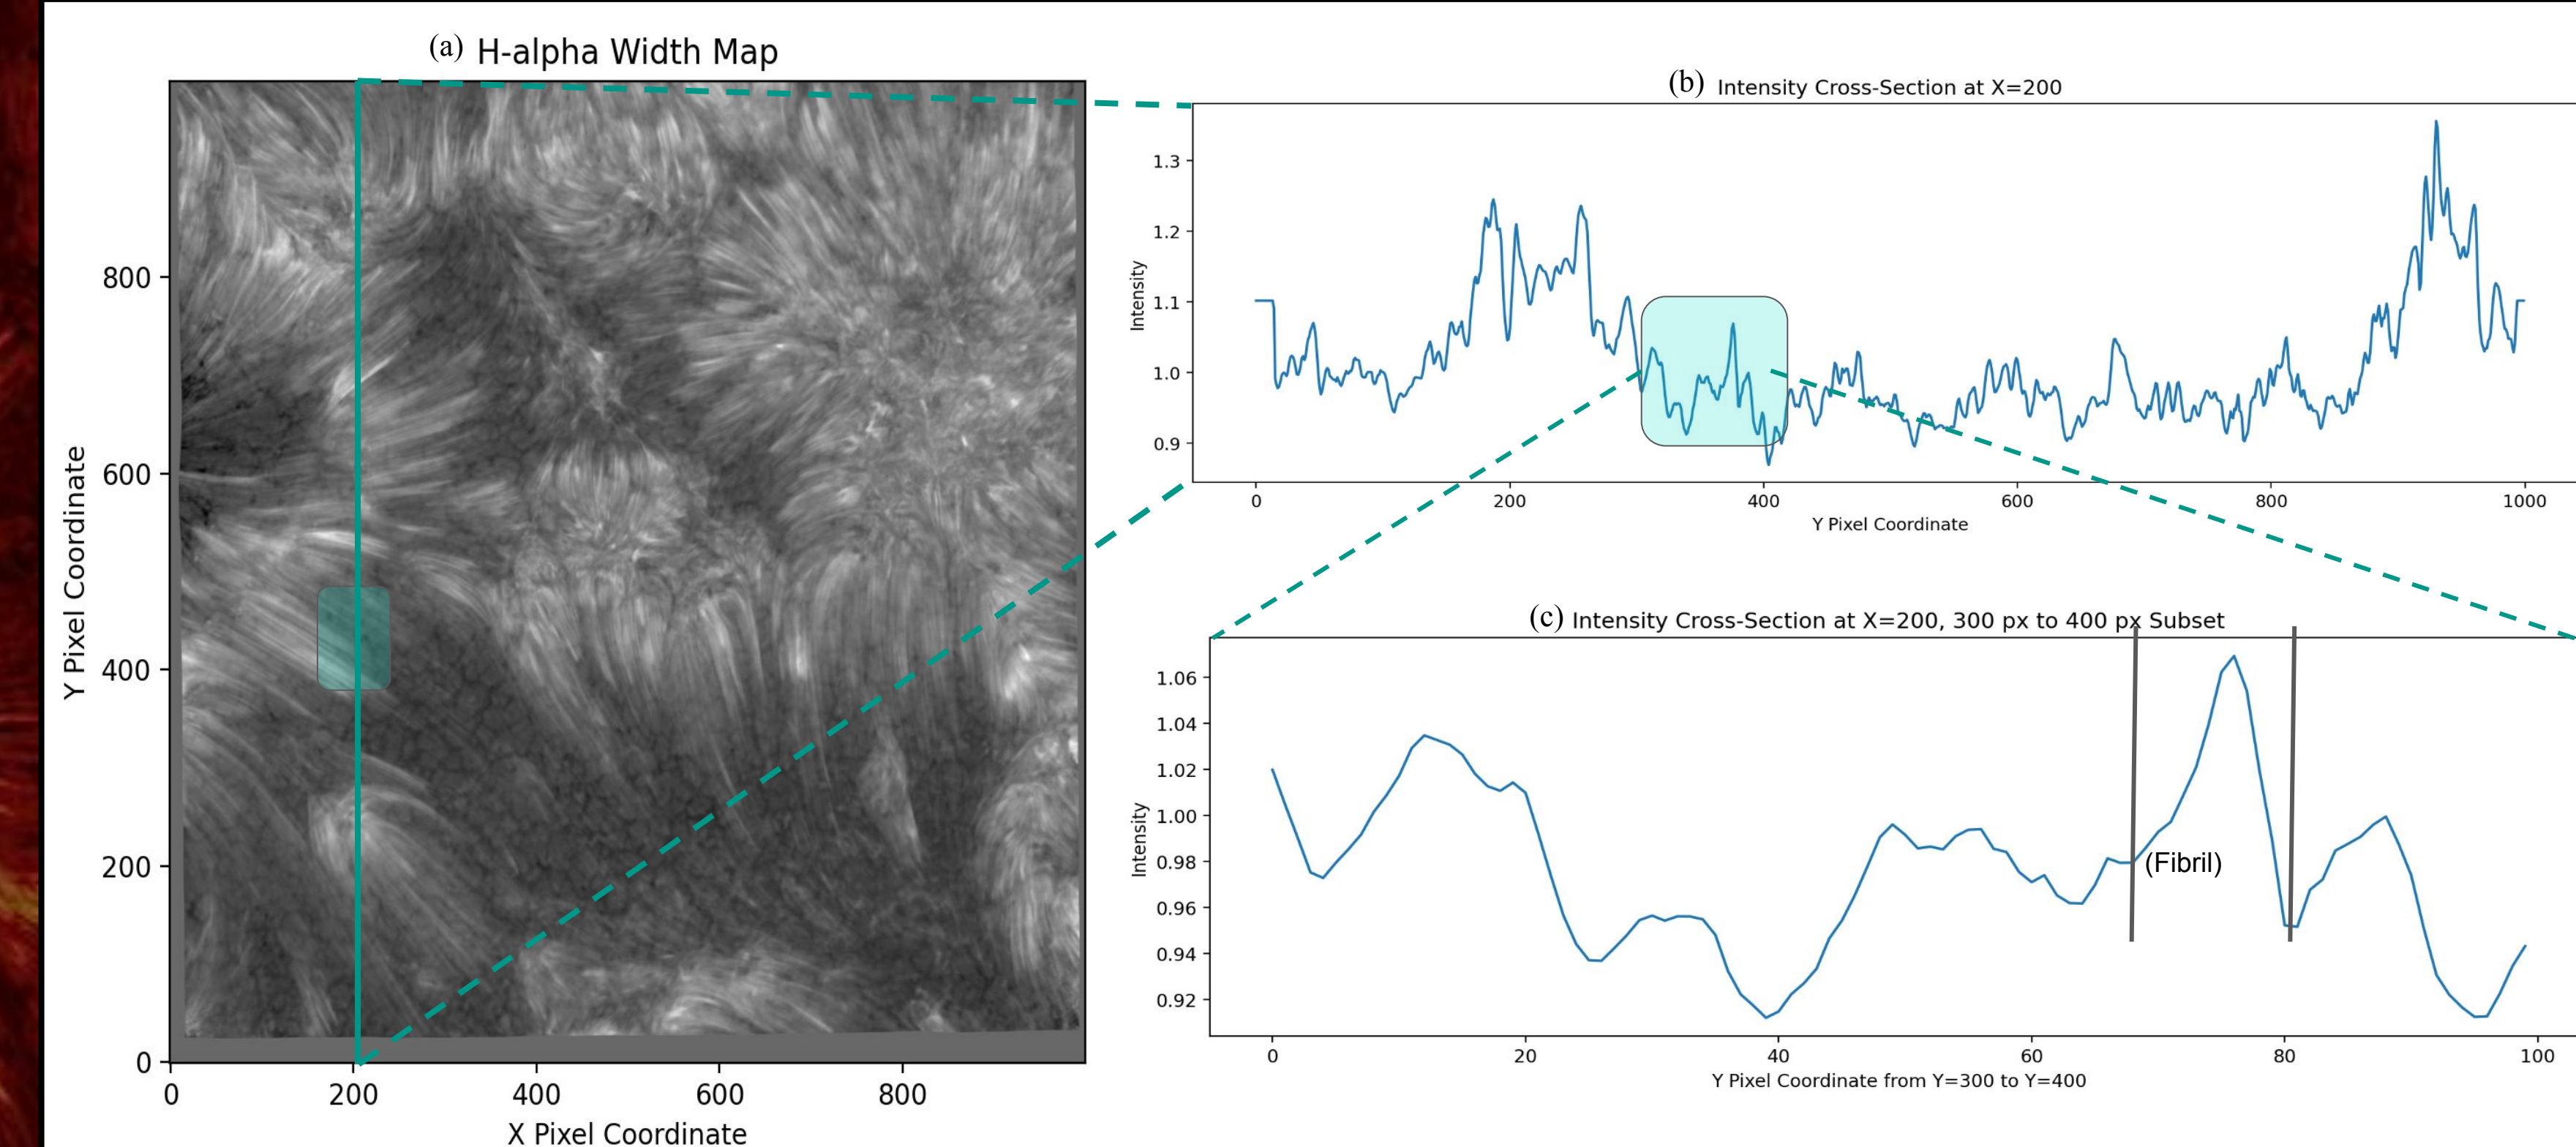 (a) H-alpha Width Map
800
600
400
200
0
Y Pixel Coordinate
0 200 400 600 800
X Pixel Coordinate
(b) Intensity Cross-Section at X=200
1.3
1.2
1.1
1.0
0.9
Intensity
0 200 400 600 800 1000
Y Pixel Coordinate
(c) Intensity Cross-Section at X=200, 300 px to 400 px Subset
1.06
1.04
1.02
1.00
0.98
0.96
0.94
0.92
Intensity
(Fibril)
0 20 40 60 80 100
Y Pixel Coordinate from Y=300 to Y=400